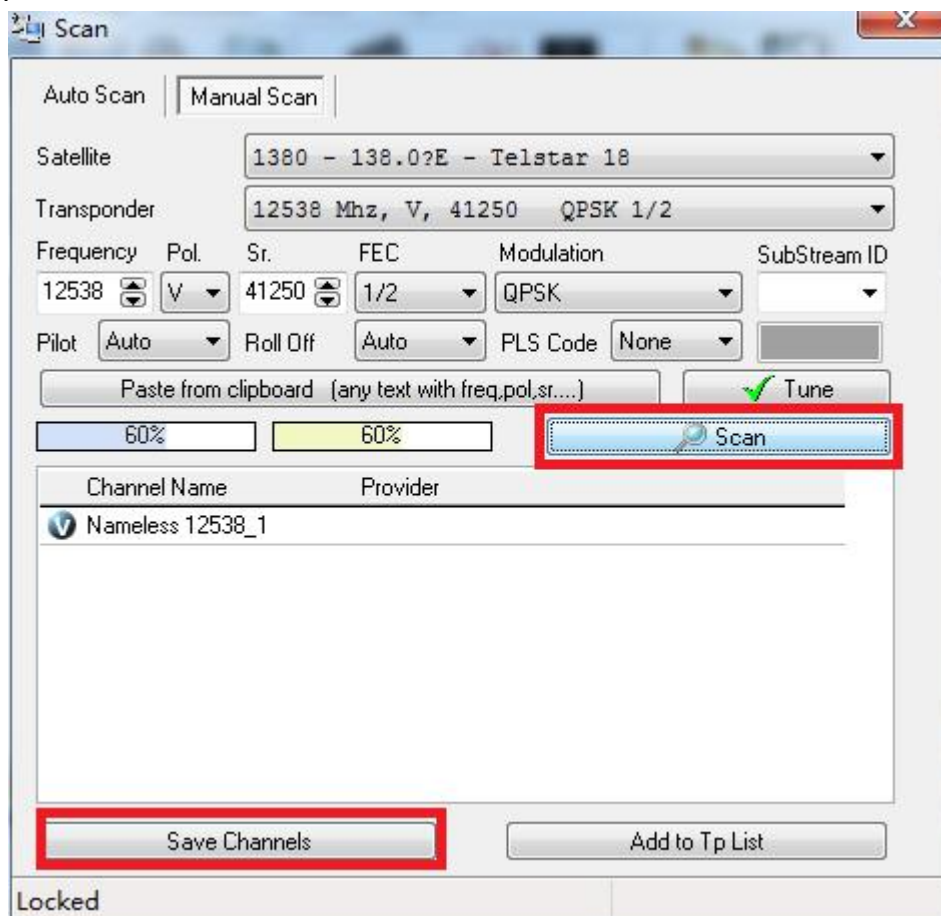 Scan
Auto Scan Manual Scan
Satellite 1380 - 138.0?E - Telstar 18
Transponder 12538 Mhz, V, 41250 QPSK 1/2
Frequency Pol. Sr. FEC Modulation SubStream ID
12538 V 41250 1/2 QPSK
Pilot Auto Roll Off Auto PLS Code None
Paste from clipboard (any text with freq,pol,sr....) Tune
60% 60% Scan
Channel Name Provider
V Nameless 12538_1
Save Channels Add to Tp List
Locked